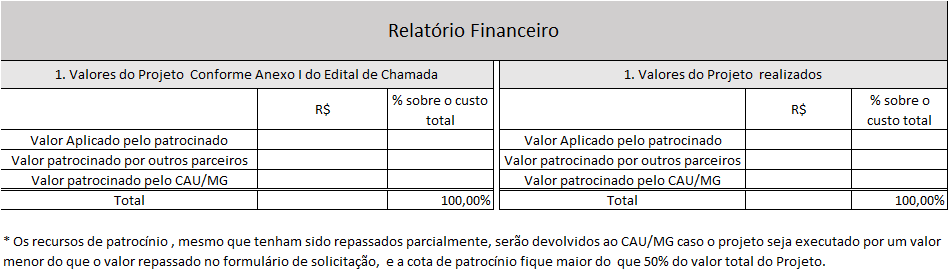 Relatório Financeiro
1. Valores do Projeto Conforme Anexo I do Edital de Chamada
1. Valores do Projeto realizados
R$
% sobre o custo
total
R$
% sobre o
custo total
Valor Aplicado pelo patrocinado
Valor Aplicado pelo patrocinado
Valor patrocinado por outros parceiros
Valor patrocinado por outros parceiros
Valor patrocinado pelo CAU/MG
Valor patrocinado pelo CAU/MG
Total 100,00%
Total 100,00%
* Os recursos de patrocínio , mesmo que tenham sido repassados parcialmente, serão devolvidos ao CAU/MG caso o projeto seja executado por um valor
menor do que o valor repassado no formulário de solicitação, e a cota de patrocínio fique maior do que 50% do valor total do Projeto.